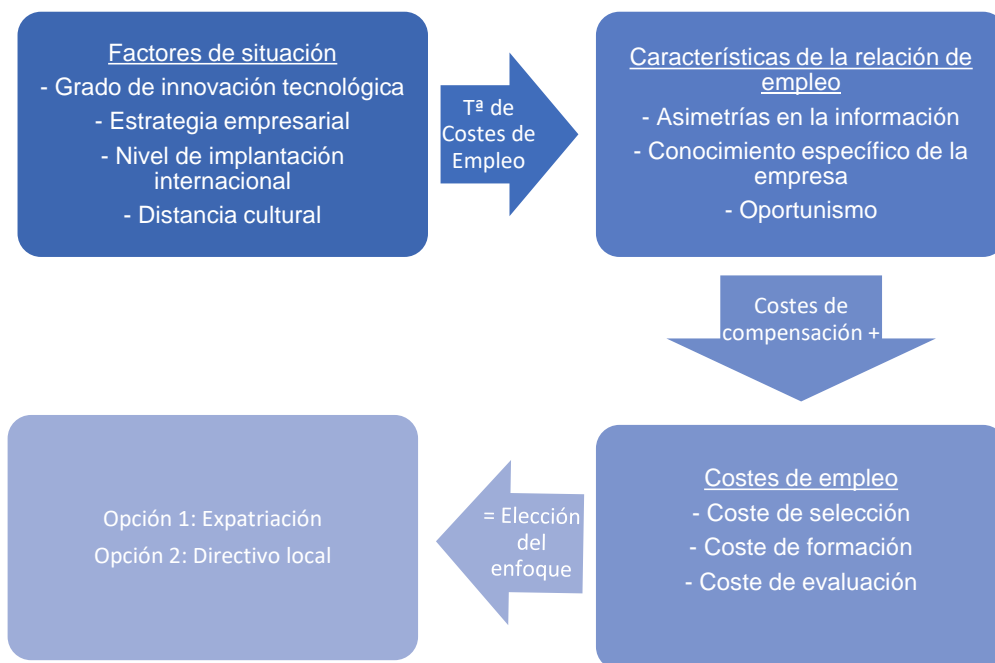 Factores de situación
- Grado de innovación tecnológica
- Estrategia empresarial
- Nivel de implantación
internacional
- Distancia cultural
Tª de
Costes de
Empleo
Características de la relación de
empleo
- Asimetrías en la información
- Conocimiento específico de la
empresa
- Oportunismo
Costes de
compensación +
Costes de empleo
- Coste de selección
- Coste de formación
- Coste de evaluación
= Elección
del
enfoque
Opción 1: Expatriación
Opción 2: Directivo local